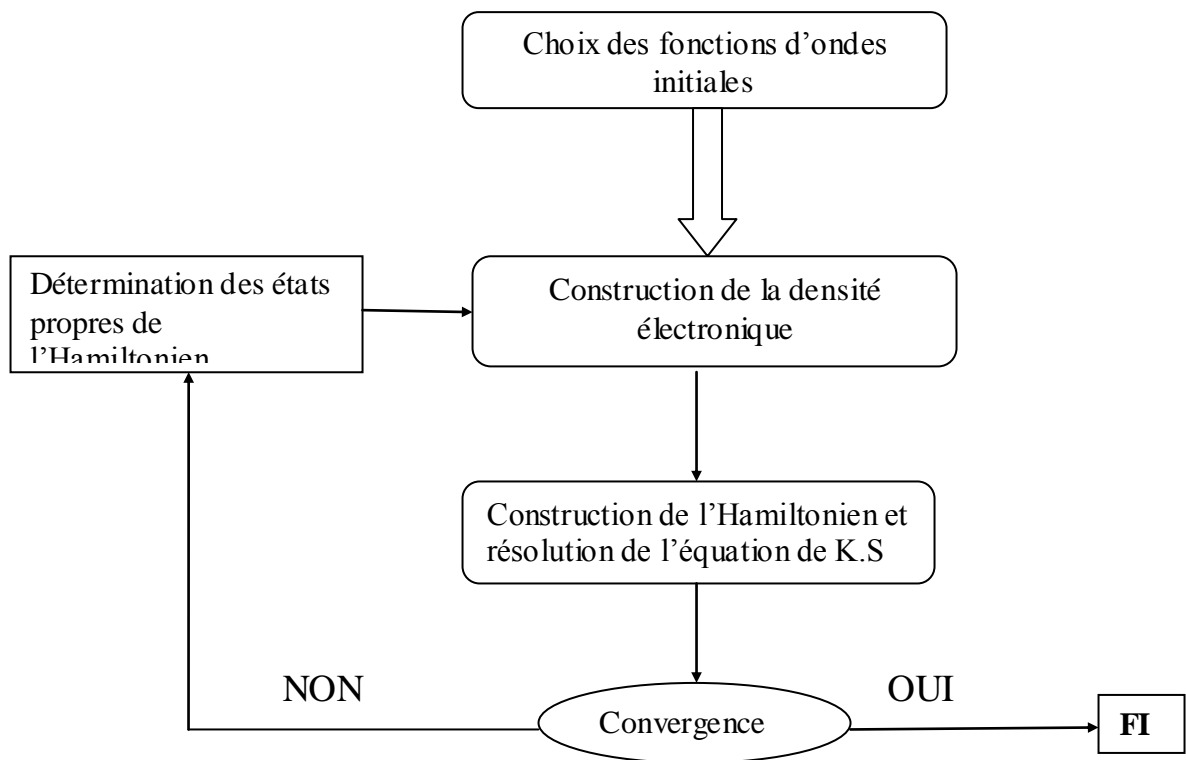 Choix des fonctions d’ondes
initiales
Détermination des états
propres de
l’Hamiltonien
Construction de la densité
électronique
Construction de l’Hamiltonien et
résolution de l’équation de K.S
NON
OUI
Convergence
FI